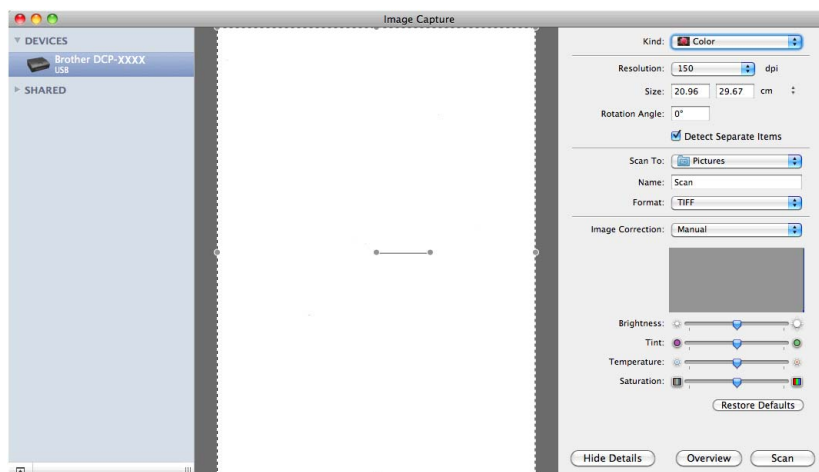 Image Capture
DEVICES
Brother DCP-XXXX
USB
SHARED
Kind: Color
Resolution: 150 dpi
Size: 20.96 29.67 cm
Rotation Angle: 0°
Detect Separate Items
Scan To: Pictures
Name: Scan
Format: TIFF
Image Correction: Manual
Brightness:
Tint:
Temperature:
Saturation:
Restore Defaults
Hide Details Overview Scan